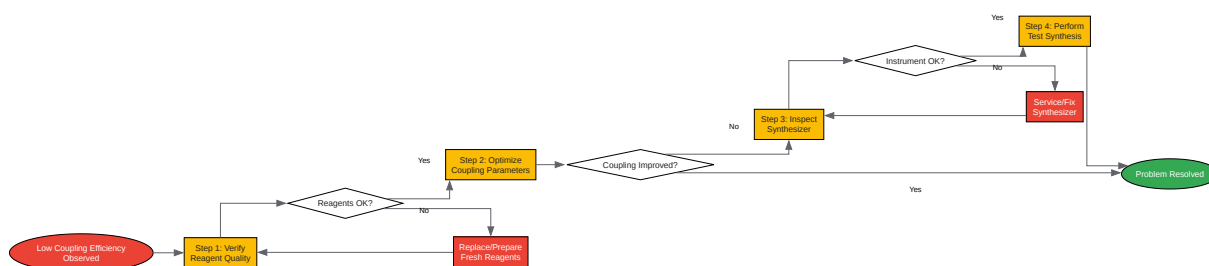 Low Coupling Efficiency
Observed
Step 1: Verify
Reagent Quality
Reagents OK?
Yes
No
Replace/Prepare
Fresh Reagents
Step 2: Optimize
Coupling Parameters
Coupling Improved?
No
Yes
Step 3: Inspect
Synthesizer
Instrument OK?
Yes
No
Step 4: Perform
Test Synthesis
Service/Fix
Synthesizer
Problem Resolved